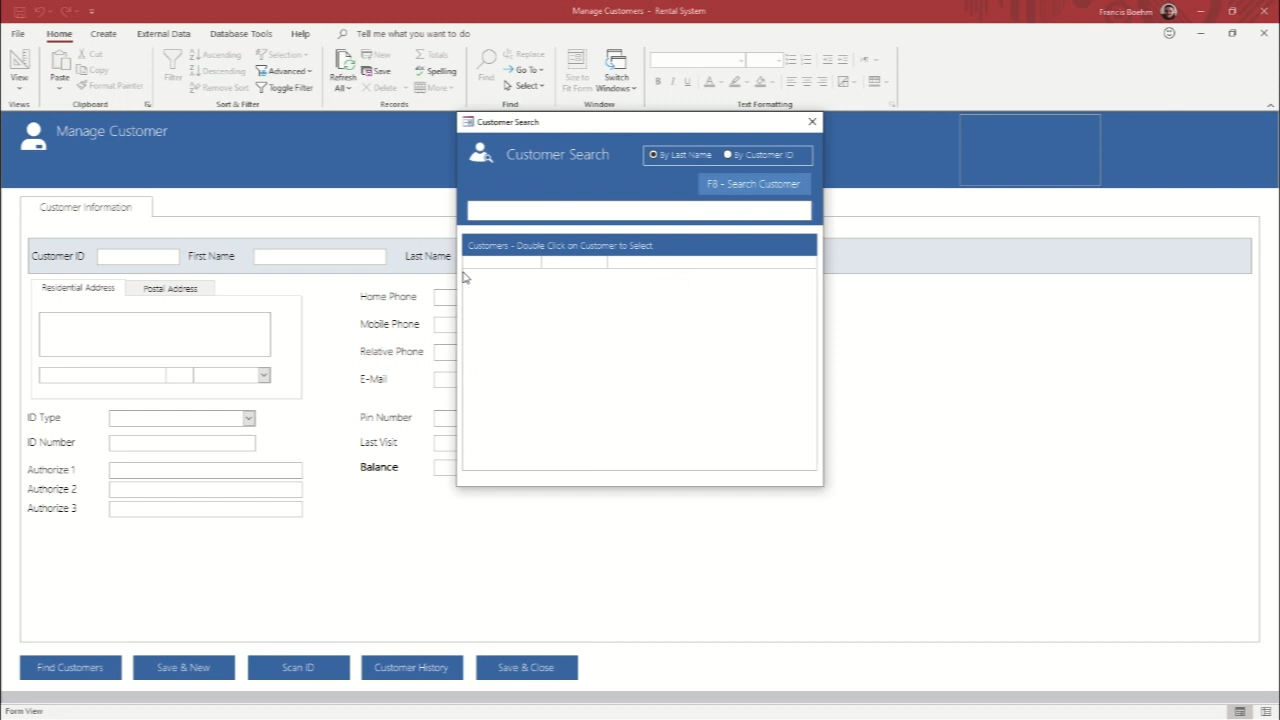 Manage Customers - Rental System
Francis Boehm
File Home Create External Data Database Tools Help Tell me what you want to do
View
Views
Paste
Cut
Copy
Format Painter
Clipboard
Filter
Ascending
Descending
Remove Sort
Selection
Advanced
Toggle Filter
Sort & Filter
Refresh
All
New
Save
Delete
Totals
Spelling
More
Records
Find
Replace
Go To
Select
Find
Size to
Fit Form
Switch
Windows
Window
B I U A
Text Formatting
Manage Customer
Customer Information
Customer ID First Name Last Name
Residential Address Postal Address
ID Type
ID Number
Authorize 1
Authorize 2
Authorize 3
Home Phone
Mobile Phone
Relative Phone
E-Mail
Pin Number
Last Visit
Balance
Customer Search
Customer Search
By Last Name By Customer ID
F8 - Search Customer
Customers - Double Click on Customer to Select
Find Customers Save & New Scan ID Customer History Save & Close
Form View